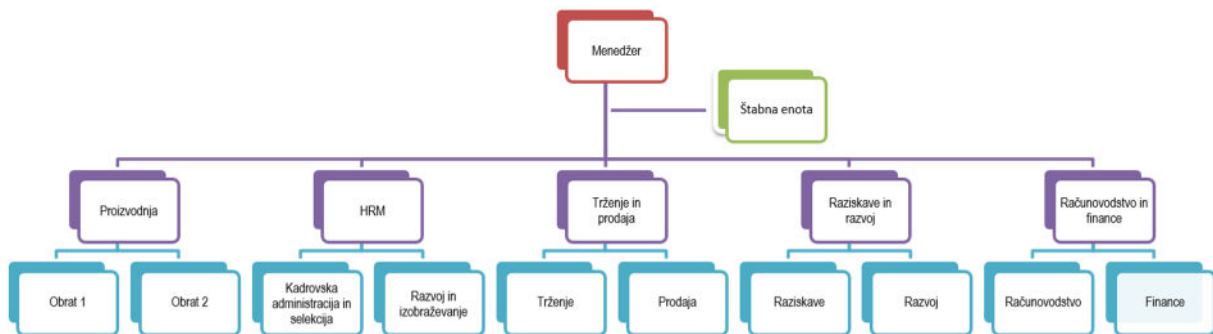 Menedžer
Štabna enota
Proizvodnja
HRM
Trženje in
prodaja
Raziskave in
razvoj
Računovodstvo in
finance
Obrat 1
Obrat 2
Kadrovska
administracija in
selekcija
Razvoj in
izobraževanje
Trženje
Prodaja
Raziskave
Razvoj
Računovodstvo
Finance